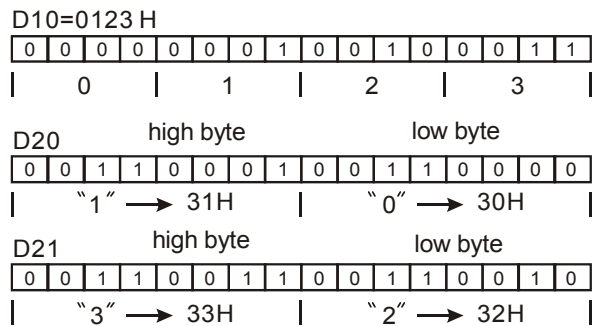 D10=0123 H
0 0 0 0 0 0 0 1 0 0 1 0 0 0 1 1
0 1 2 3
D20 high byte low byte
0 0 1 1 0 0 0 1 0 0 1 1 0 0 0 0
“1” → 31H “0” → 30H
D21 high byte low byte
0 0 1 1 0 0 1 1 0 0 1 1 0 0 1 0
“3” → 33H “2” → 32H